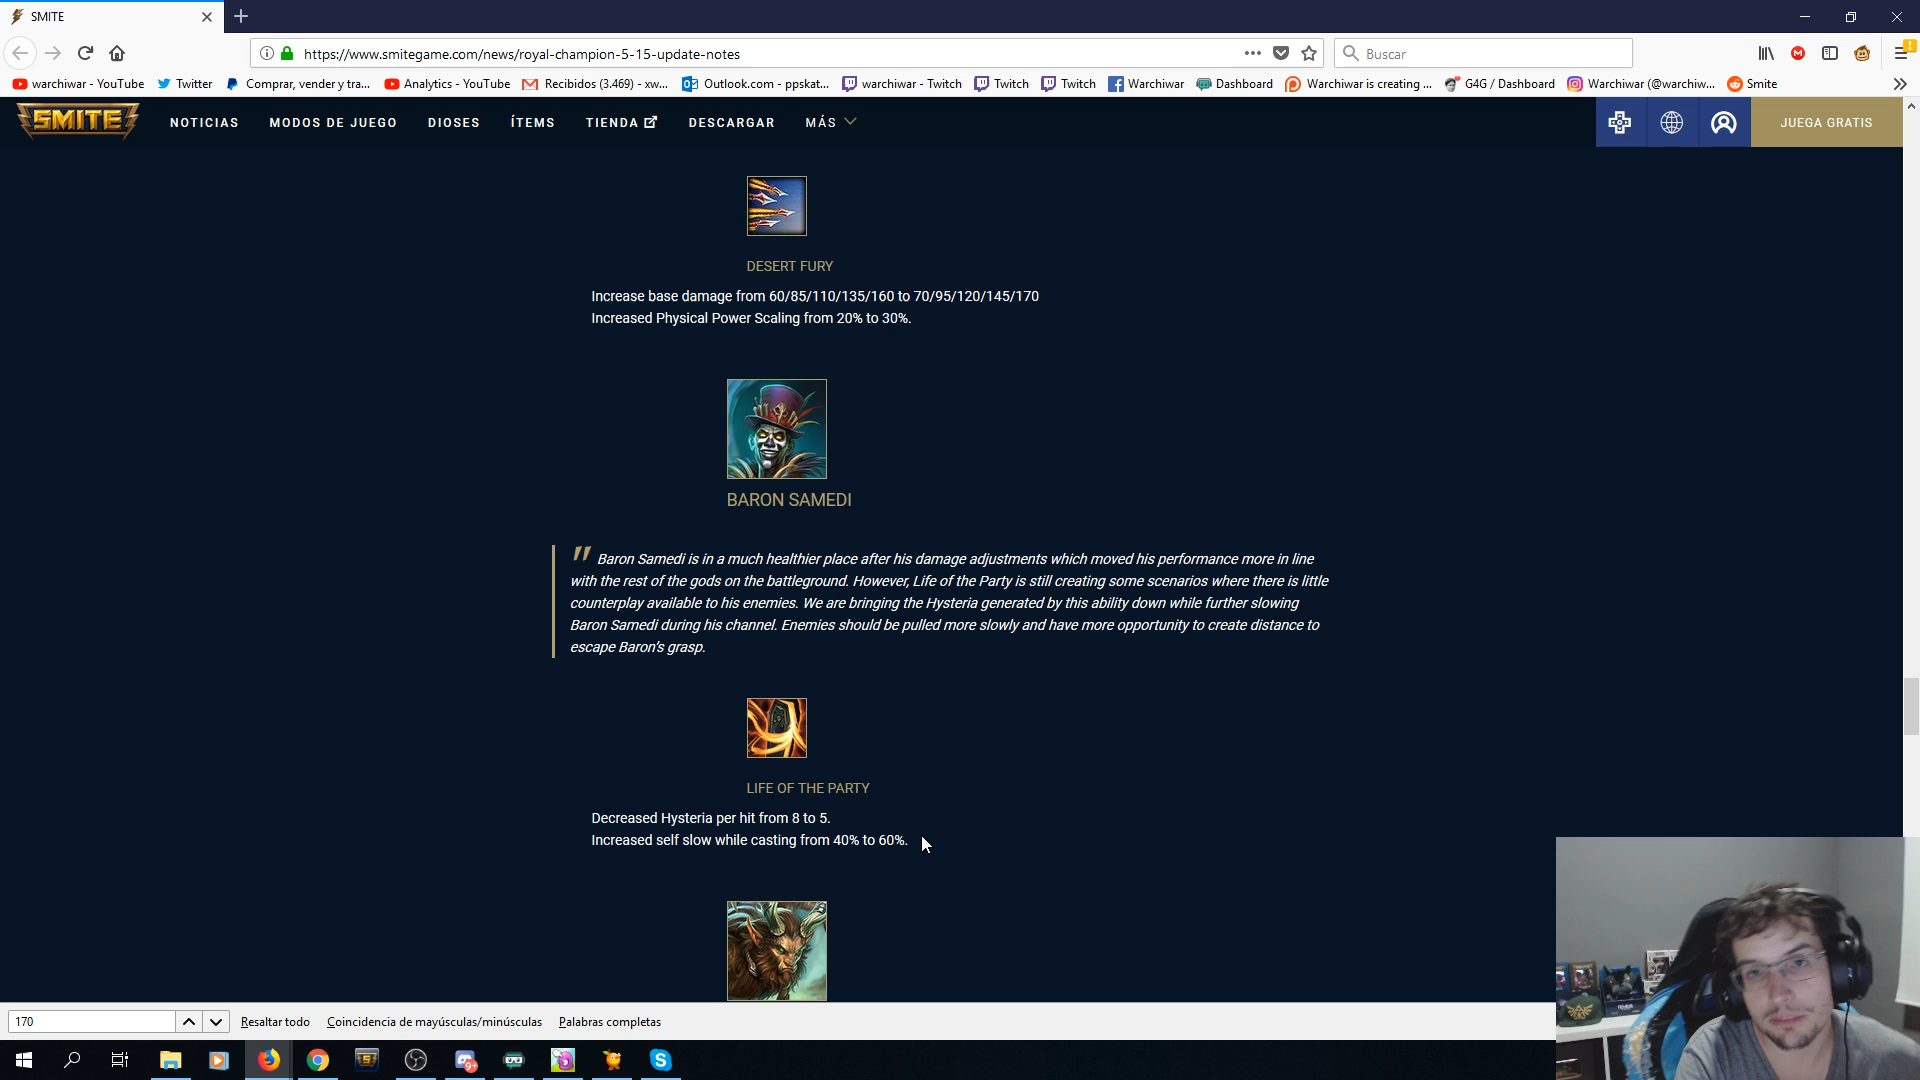 SMITE
https://www.smitegame.com/news/royal-champion-5-15-update-notes
Buscar
warchiwar - YouTube
Twitter
Comprar, vender y tra...
Analytics - YouTube
Recibidos (3.469) - xw...
Outlook.com - ppskat...
warchiwar - Twitch
Twitch
Twitch
Warchiwar
Dashboard
Warchiwar is creating ...
G4G / Dashboard
Warchiwar (@warchiw...
Smite
SMITE
NOTICIAS
MODOS DE JUEGO
DIOSES
ÍTEMS
TIENDA
DESCARGAR
MÁS
JUEGA GRATIS
DESERT FURY
Increase base damage from 60/85/110/135/160 to 70/95/120/145/170
Increased Physical Power Scaling from 20% to 30%.
BARON SAMEDI
" Baron Samedi is in a much healthier place after his damage adjustments which moved his performance more in line
with the rest of the gods on the battleground. However, Life of the Party is still creating some scenarios where there is little
counterplay available to his enemies. We are bringing the Hysteria generated by this ability down while further slowing
Baron Samedi during his channel. Enemies should be pulled more slowly and have more opportunity to create distance to
escape Baron's grasp.
LIFE OF THE PARTY
Decreased Hysteria per hit from 8 to 5.
Increased self slow while casting from 40% to 60%.
170
Resaltar todo
Coincidencia de mayúsculas/minúsculas
Palabras completas
9+